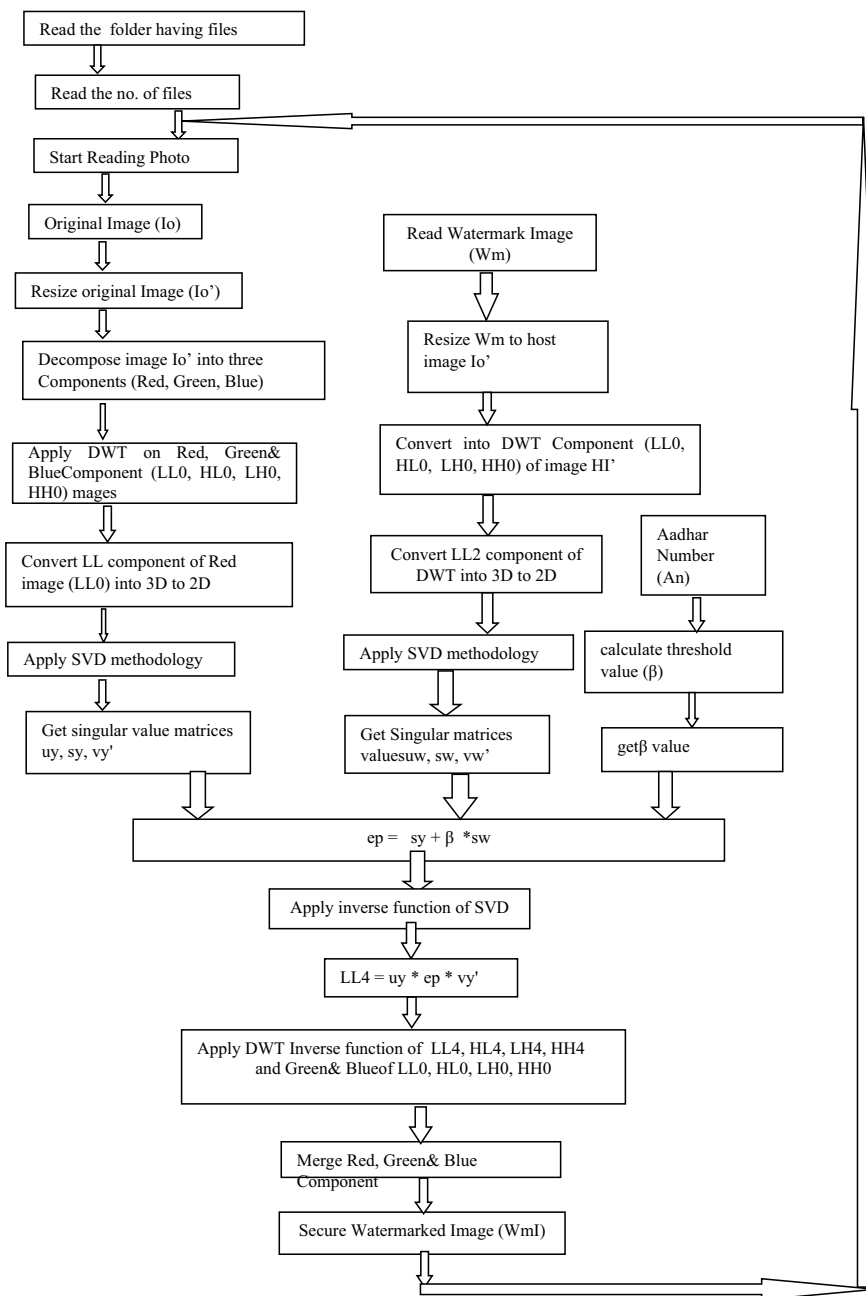 Read the folder having files
Read the no. of files
Start Reading Photo
Original Image (Io)
Resize original Image (Io’)
Decompose image Io’ into three
Components (Red, Green, Blue)
Apply DWT on Red, Green&
BlueComponent (LL0, HL0, LH0,
HH0) mages
Convert LL component of Red
image (LL0) into 3D to 2D
Apply SVD methodology
Get singular value matrices
uy, sy, vy'
Read Watermark Image
(Wm)
Resize Wm to host
image Io’
Convert into DWT Component (LL0,
HL0, LH0, HH0) of image HI’
Convert LL2 component of
DWT into 3D to 2D
Apply SVD methodology
Get Singular matrices
valuesuw, sw, vw’
Aadhar
Number
(An)
calculate threshold
value (β)
getβ value
ep = sy + β *sw
Apply inverse function of SVD
LL4 = uy * ep * vy'
Apply DWT Inverse function of LL4, HL4, LH4, HH4
and Green& Blueof LL0, HL0, LH0, HH0
Merge Red, Green& Blue
Component
Secure Watermarked Image (WmI)